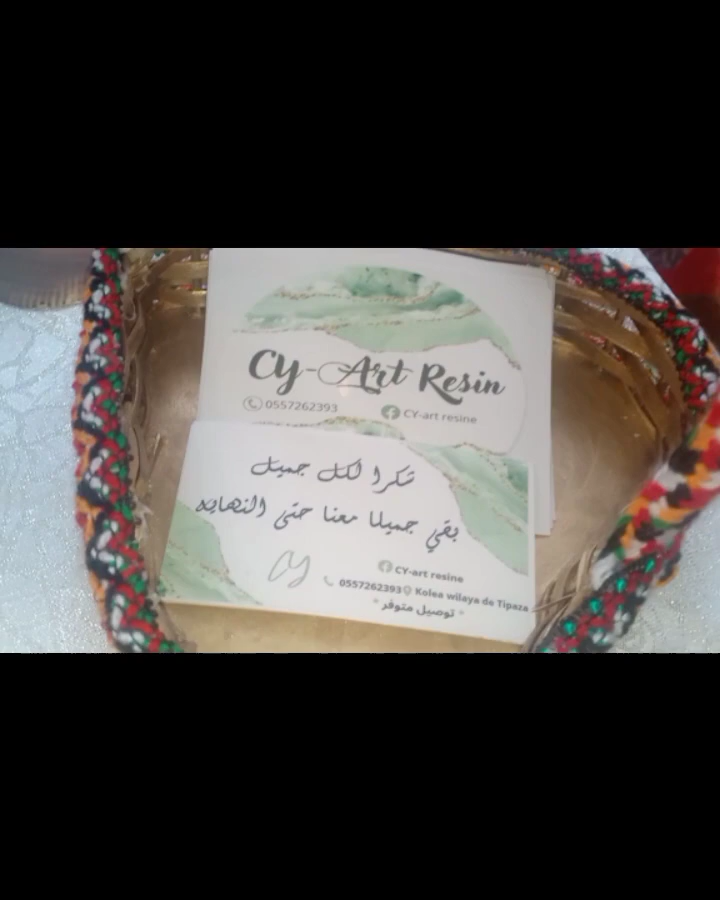 CY-Art Resin
0557262393 CY-art resine
شكرا لكل جميل
بقي جميلا معنا حتى النهايه
CY
CY-art resine
0557262393 Kolea wilaya de Tipaza
* توصيل متوفر *